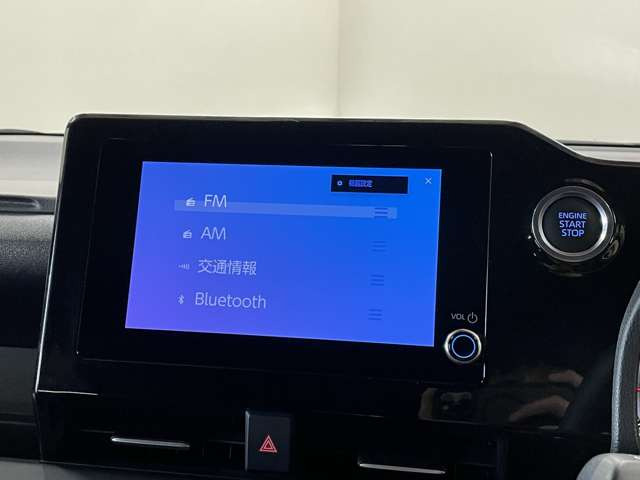 FM
AM
交通情報
Bluetooth
ENGINE
START
STOP
VOL